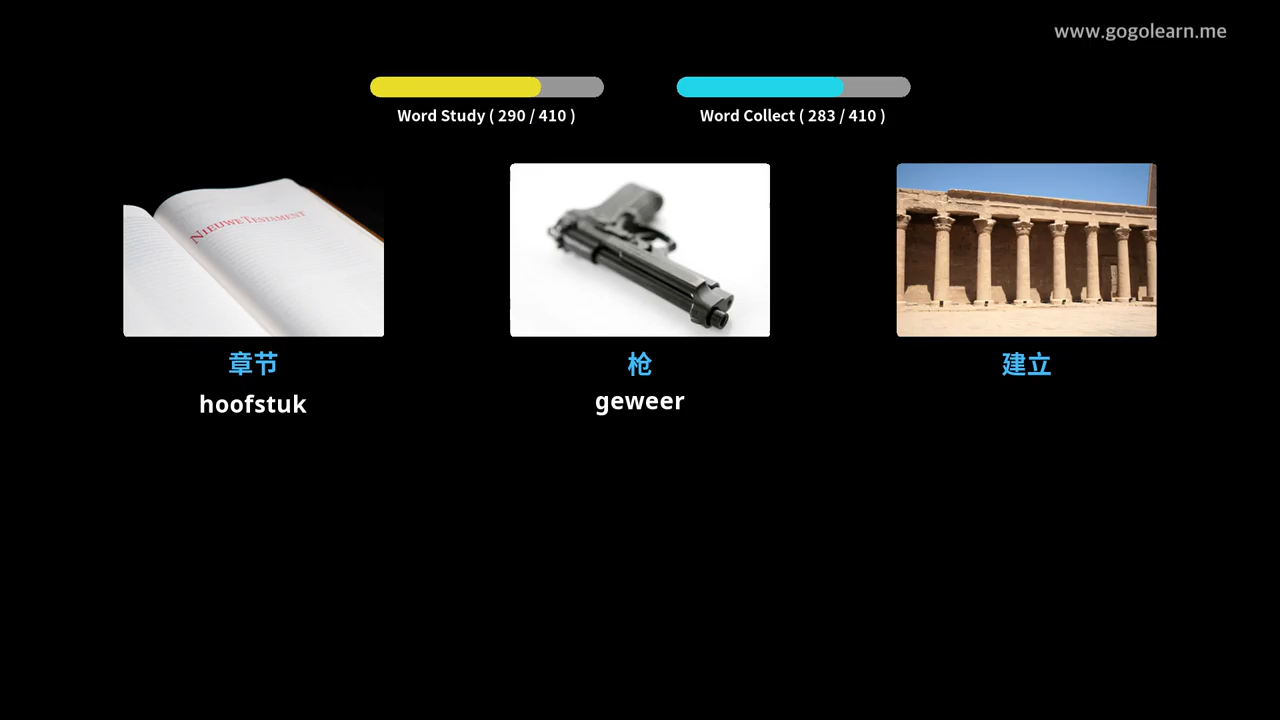 www.gogolearn.me
Word Study ( 290 / 410 )
Word Collect ( 283 / 410 )
NIEUWE TESTAMENT
章节
hoofstuk
枪
geweer
建立